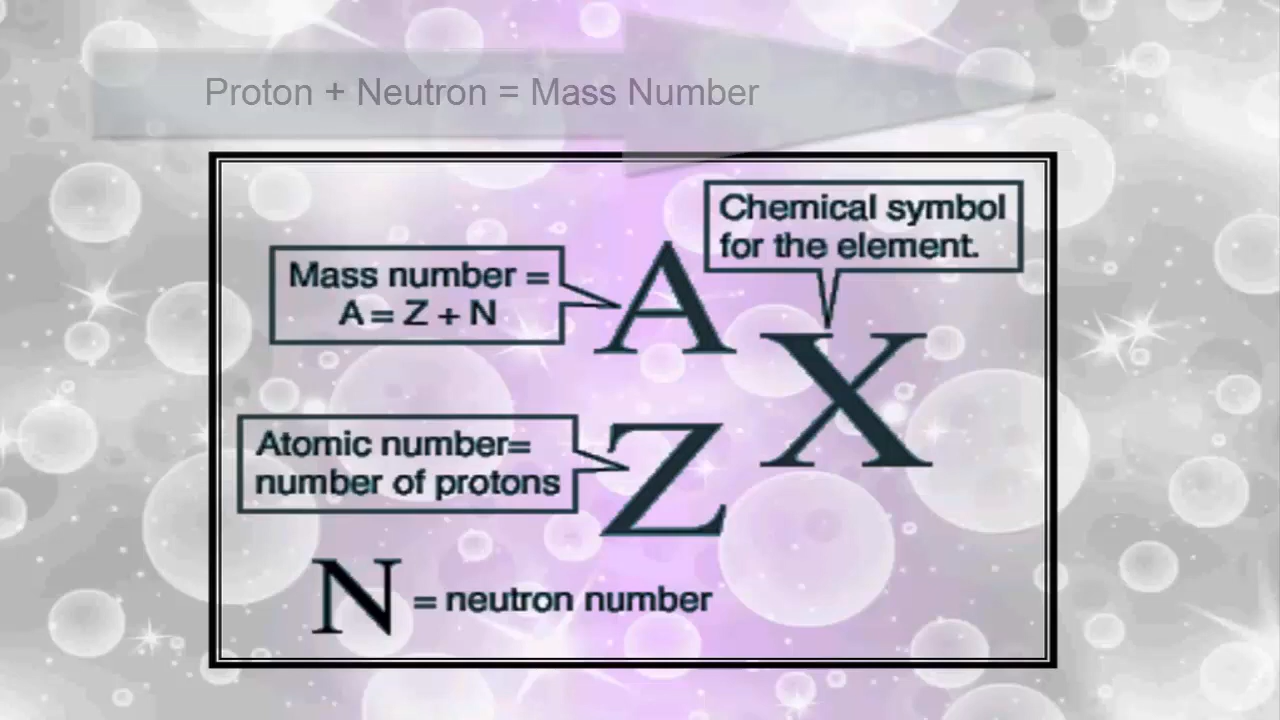 Proton + Neutron = Mass Number
Chemical symbol
for the element.
Mass number =
A = Z + N
A
X
Atomic number=
number of protons
Z
N = neutron number